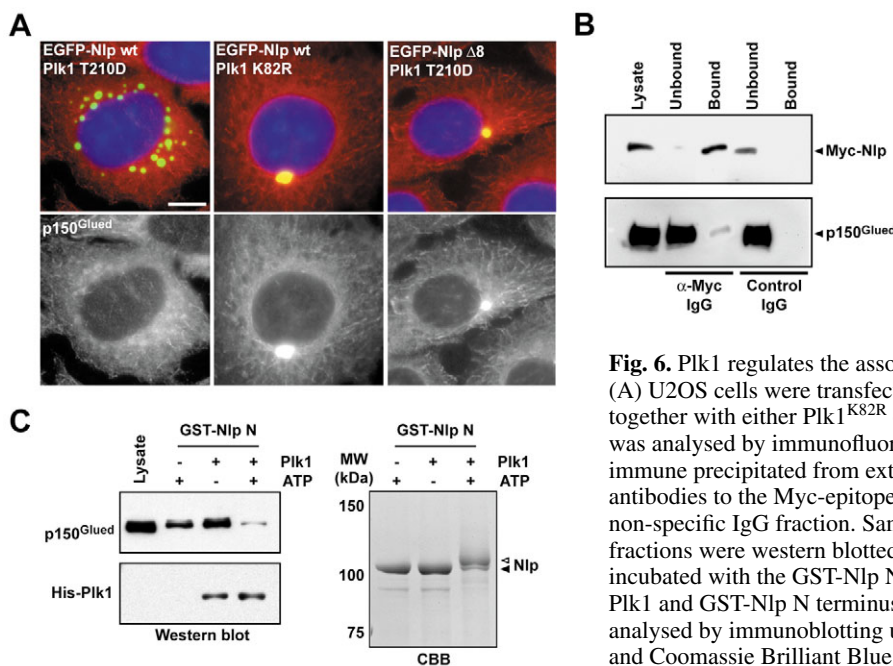 A
EGFP-Nlp wt
Plk1 T210D
EGFP-Nlp wt
Plk1 K82R
EGFP-Nlp Δ8
Plk1 T210D
p150Glued
B
Lysate
Unbound
Bound
Unbound
Bound
Myc-Nlp
p150Glued
α-Myc
IgG
Control
IgG
C
GST-Nlp N
Lysate
- + + Plk1
+ - + ATP
p150Glued
His-Plk1
Western blot
GST-Nlp N
MW
(kDa)
- + + Plk1
+ - + ATP
150
100
75
Nlp
CBB
Fig. 6. Plk1 regulates the asso
(A) U2OS cells were transfec
together with either Plk1K82R
was analysed by immunofluor
immune precipitated from ext
antibodies to the Myc-epitope
non-specific IgG fraction. San
fractions were western blotted
incubated with the GST-Nlp N
Plk1 and GST-Nlp N terminus
analysed by immunoblotting u
and Coomassie Brilliant Blue